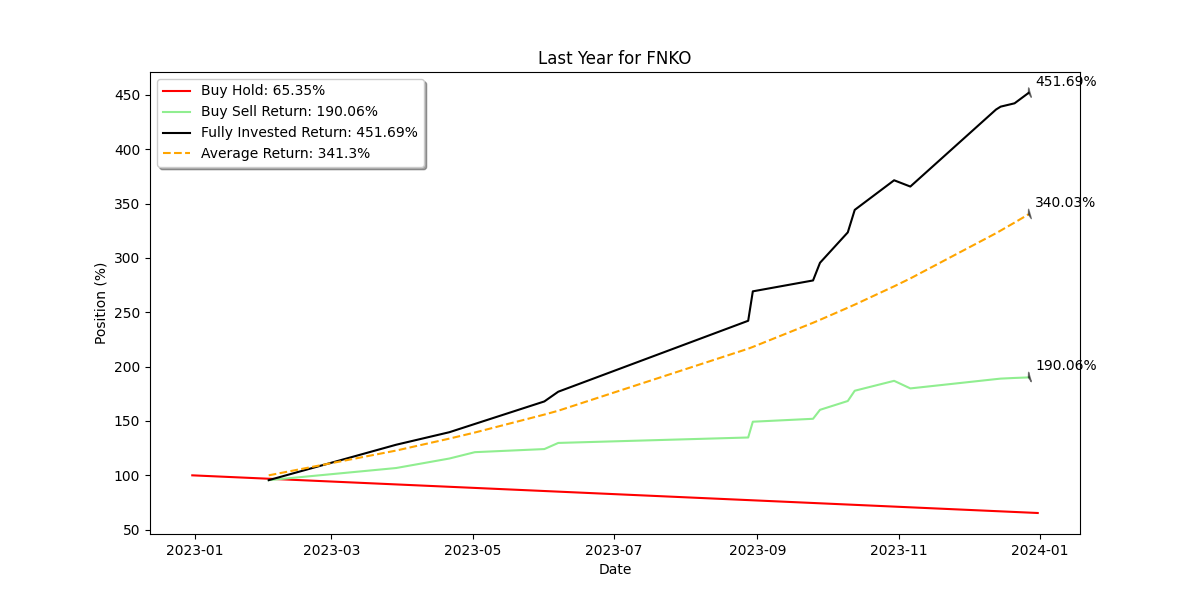 Last Year for FNKO
Buy Hold: 65.35%
Buy Sell Return: 190.06%
Fully Invested Return: 451.69%
Average Return: 341.3%
451.69%
340.03%
190.06%
Position (%)
450
400
350
300
250
200
150
100
50
2023-01
2023-03
2023-05
2023-07
2023-09
2023-11
2024-01
Date